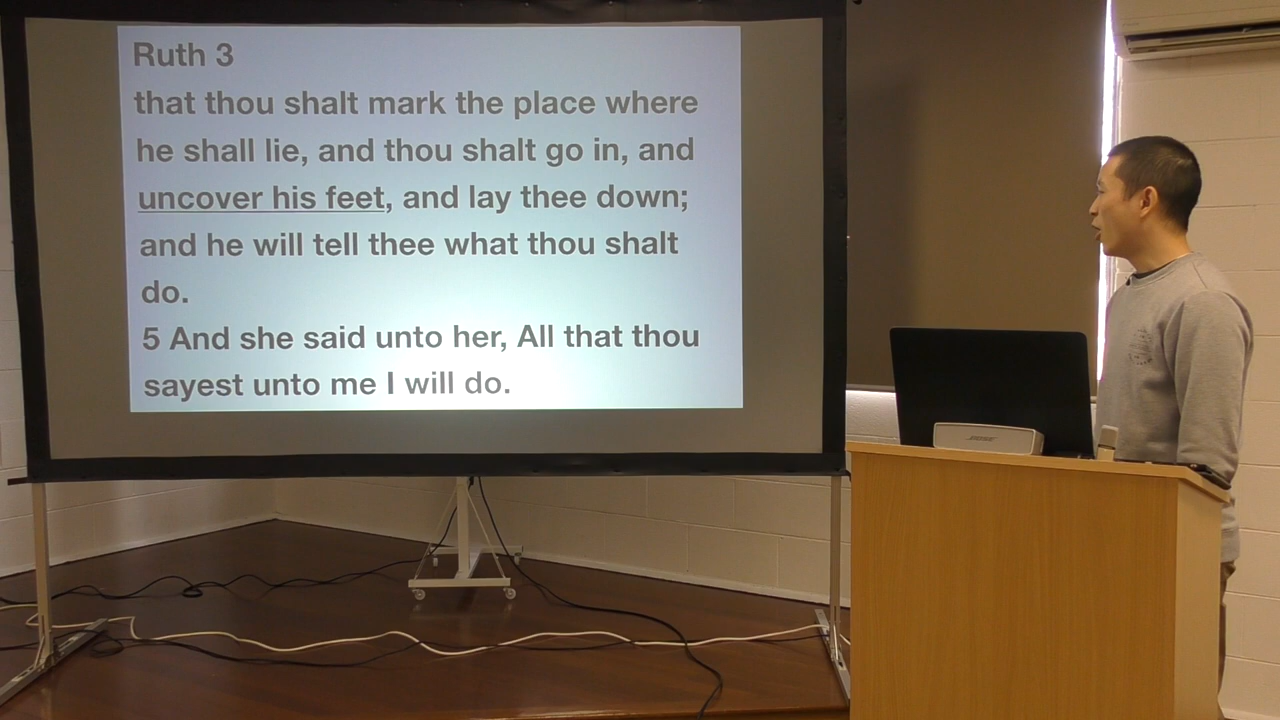 Ruth 3
that thou shalt mark the place where
he shall lie, and thou shalt go in, and
uncover his feet, and lay thee down;
and he will tell thee what thou shalt
do.
5 And she said unto her, All that thou
sayest unto me I will do.